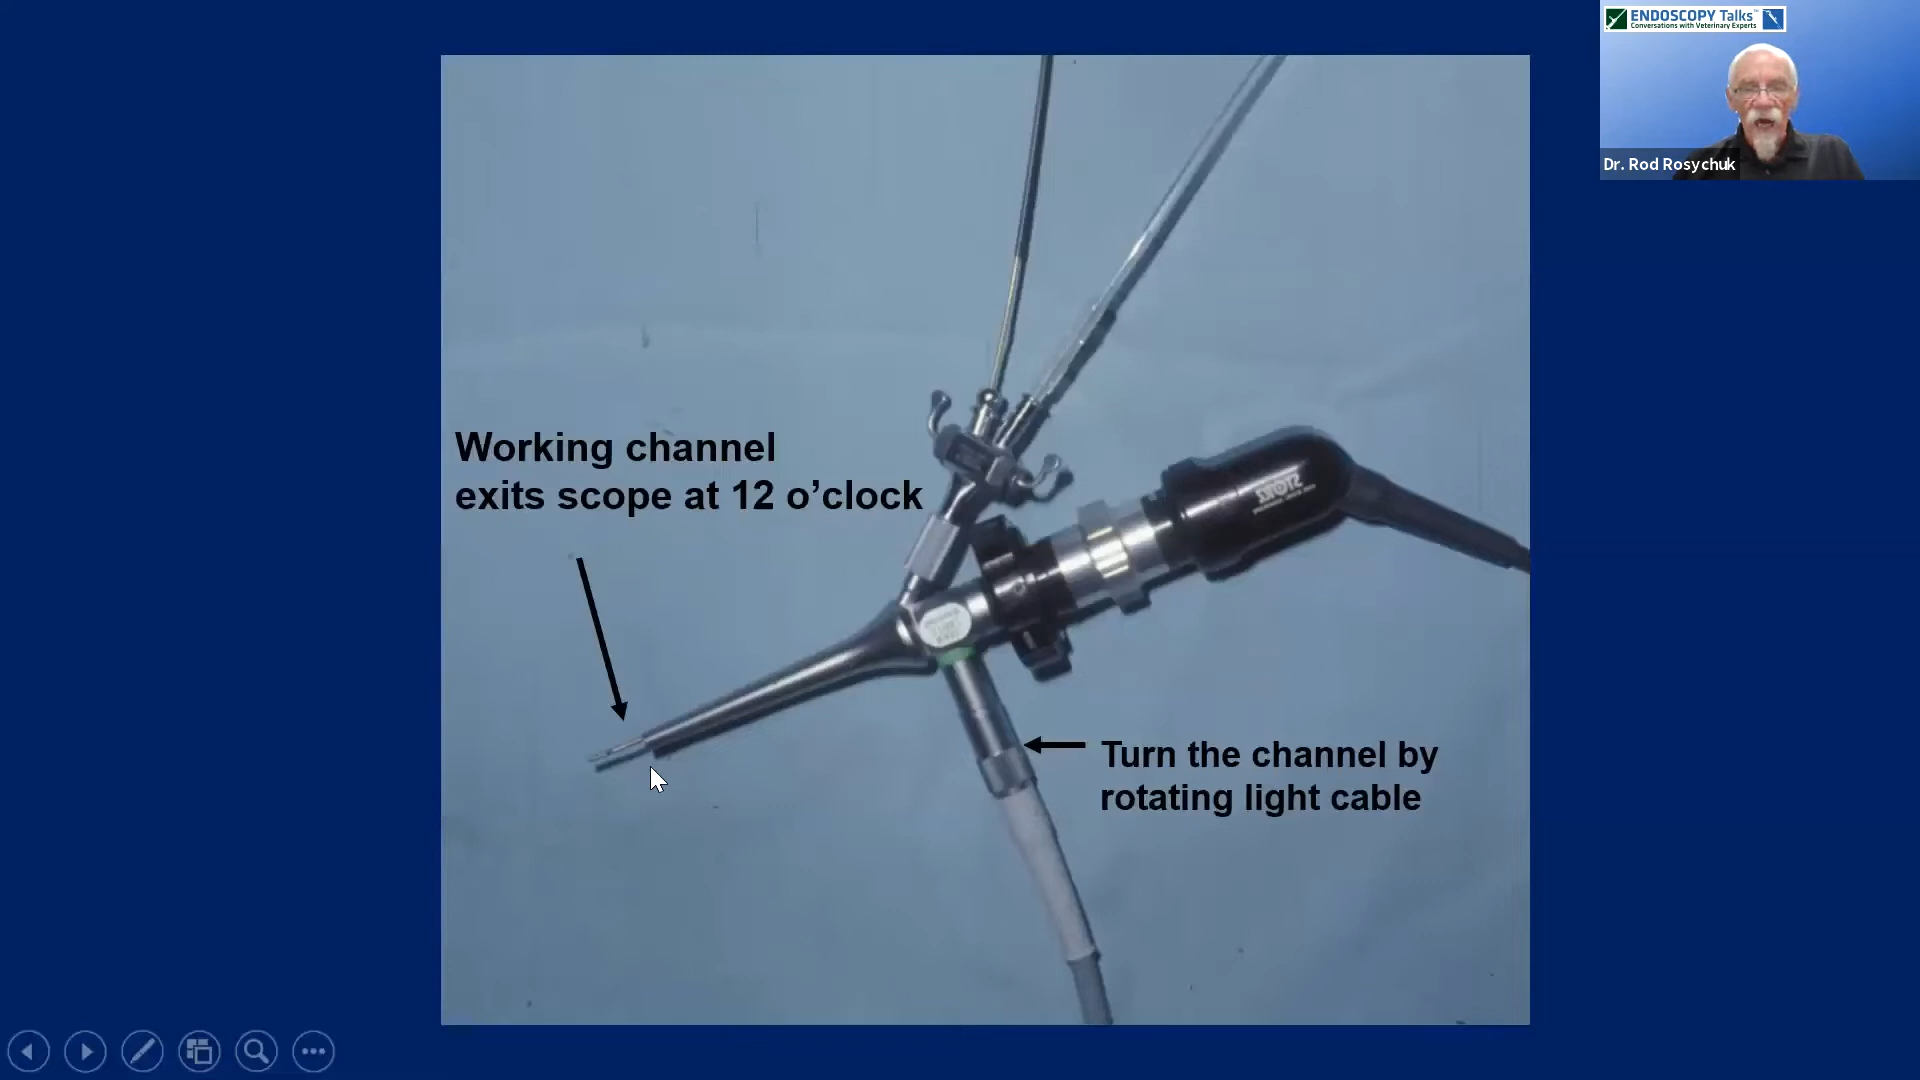 ENDOSCOPY Talks™
Conversations with Veterinary Experts
Dr. Rod Rosychuk
Working channel
exits scope at 12 o’clock
STORZ
Turn the channel by
rotating light cable